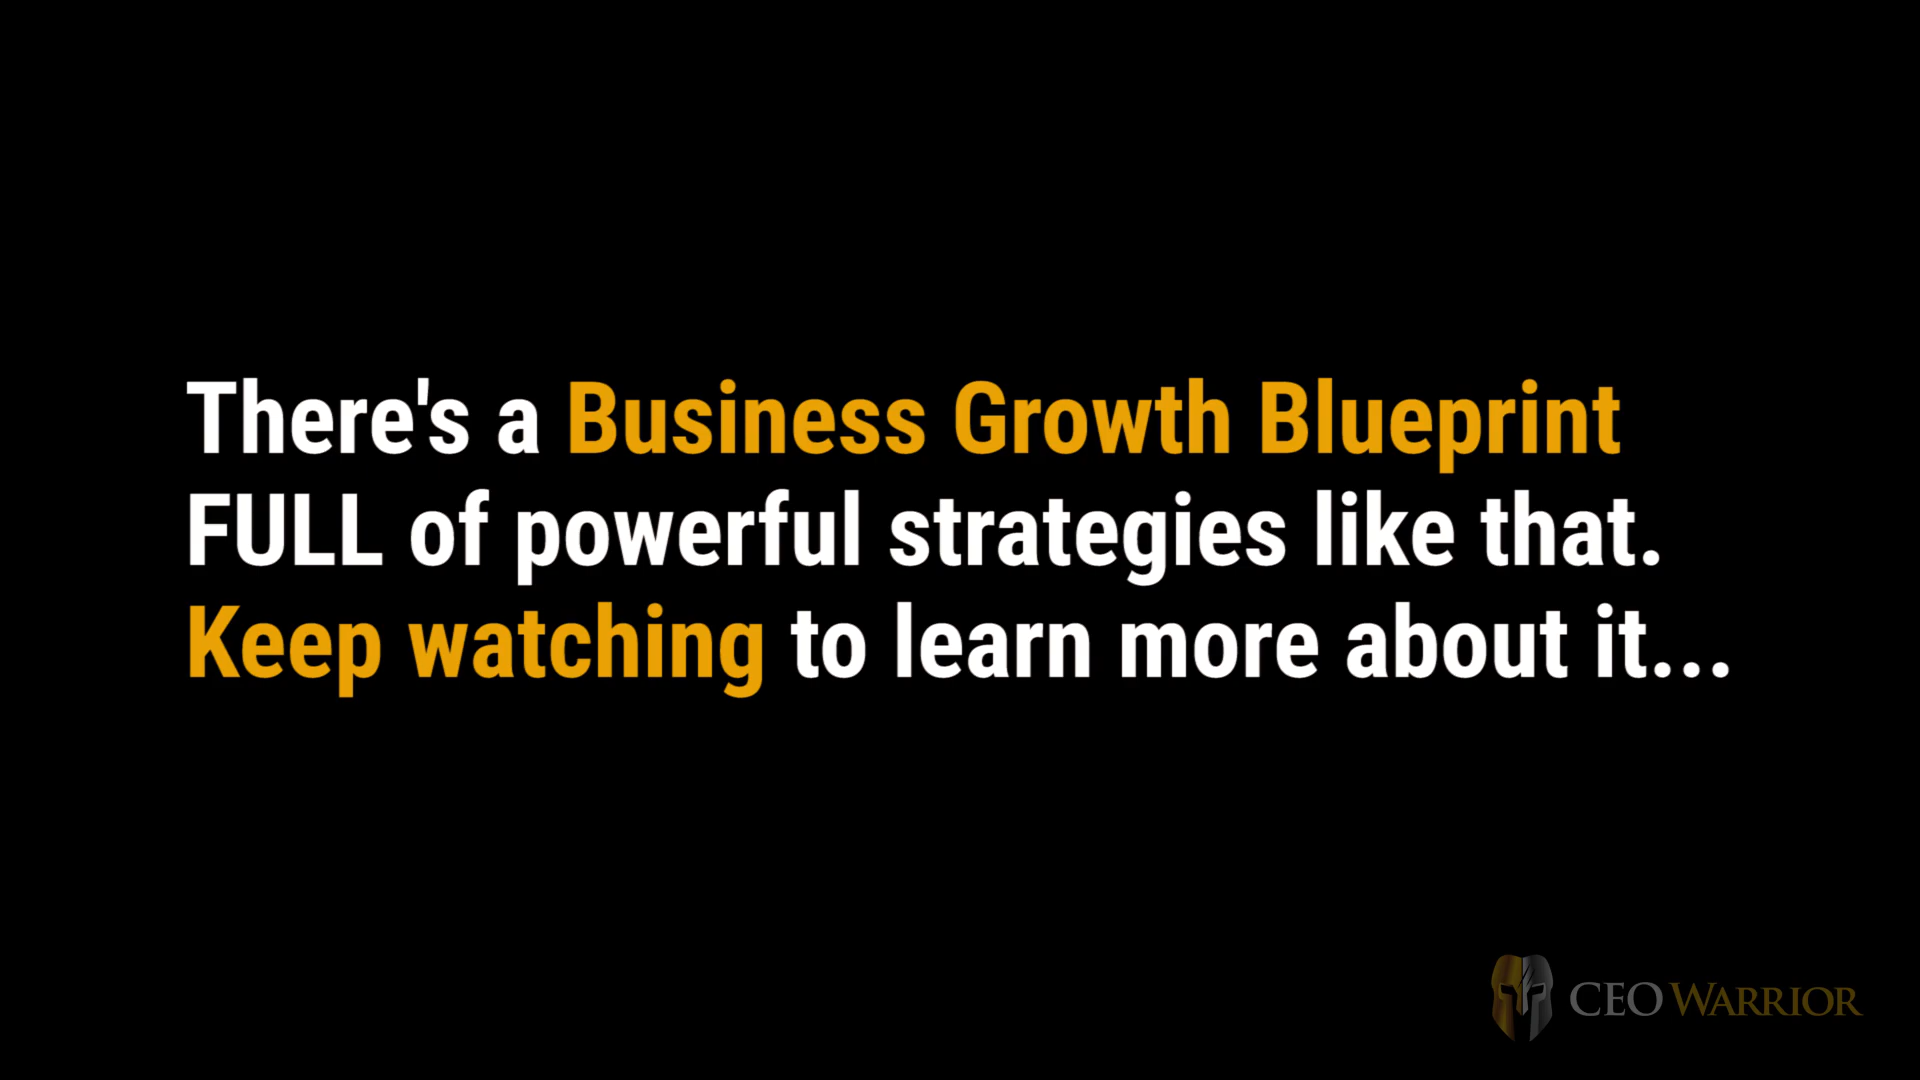 There's a Business Growth Blueprint
FULL of powerful strategies like that.
Keep watching to learn more about it...
CEO WARRIOR